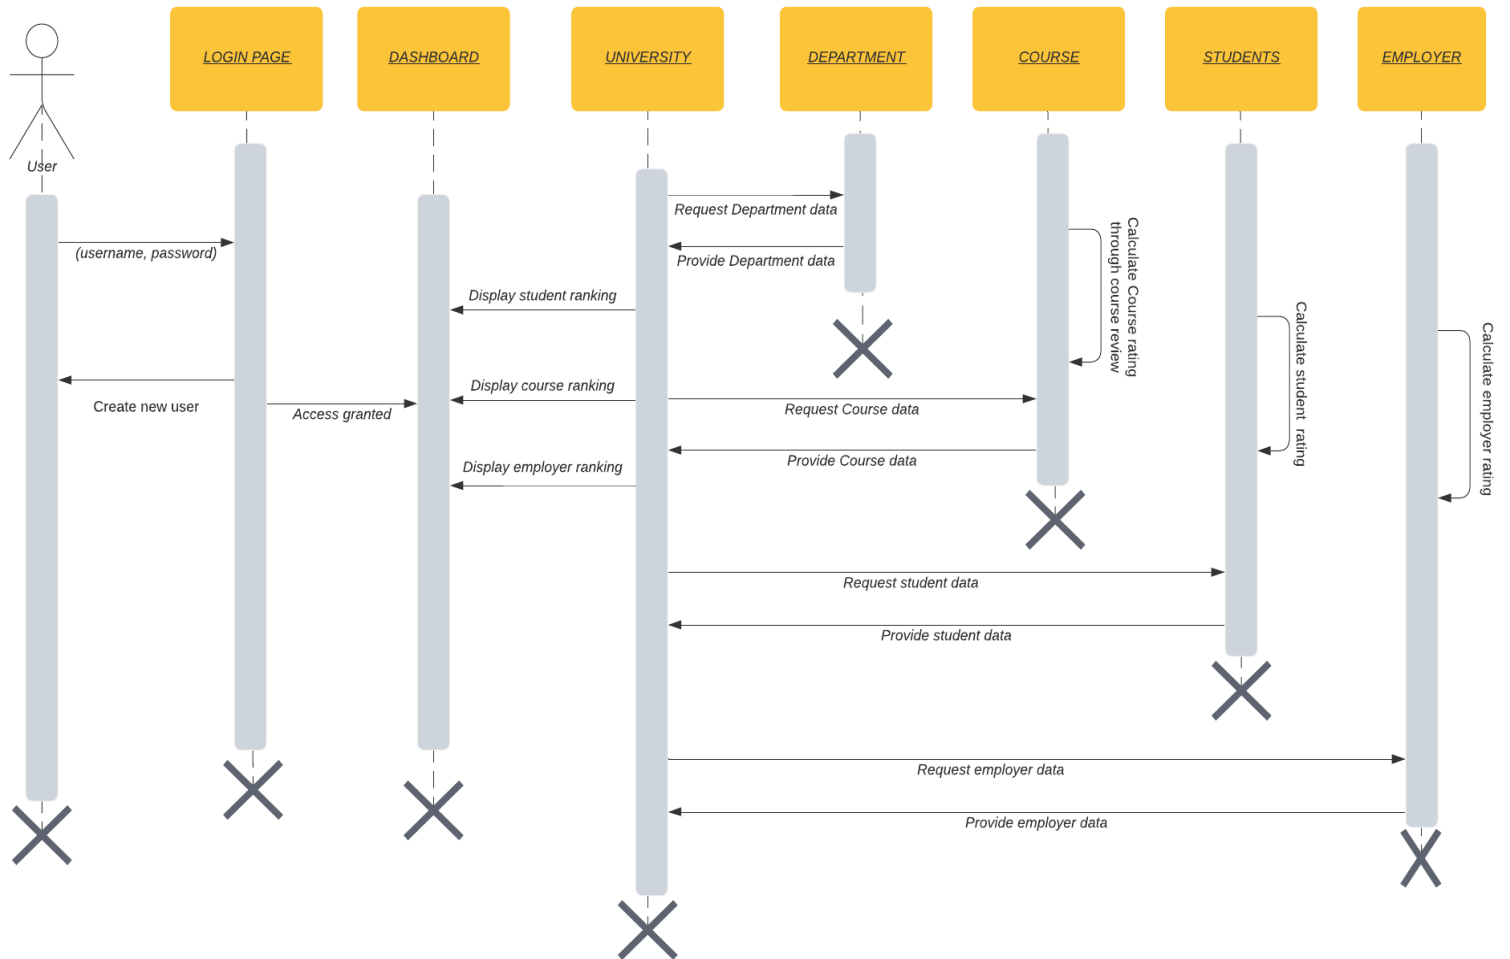 LOGIN PAGE
DASHBOARD
UNIVERSITY
DEPARTMENT
COURSE
STUDENTS
EMPLOYER
User
Request Department data
(username, password)
Provide Department data
Display student ranking
Calculate Course rating
through course review
Calculate student  rating
Calculate employer rating
Display course ranking
Create new user
Access granted
Request Course data
Provide Course data
Display employer ranking
Request student data
Provide student data
Request employer data
Provide employer data